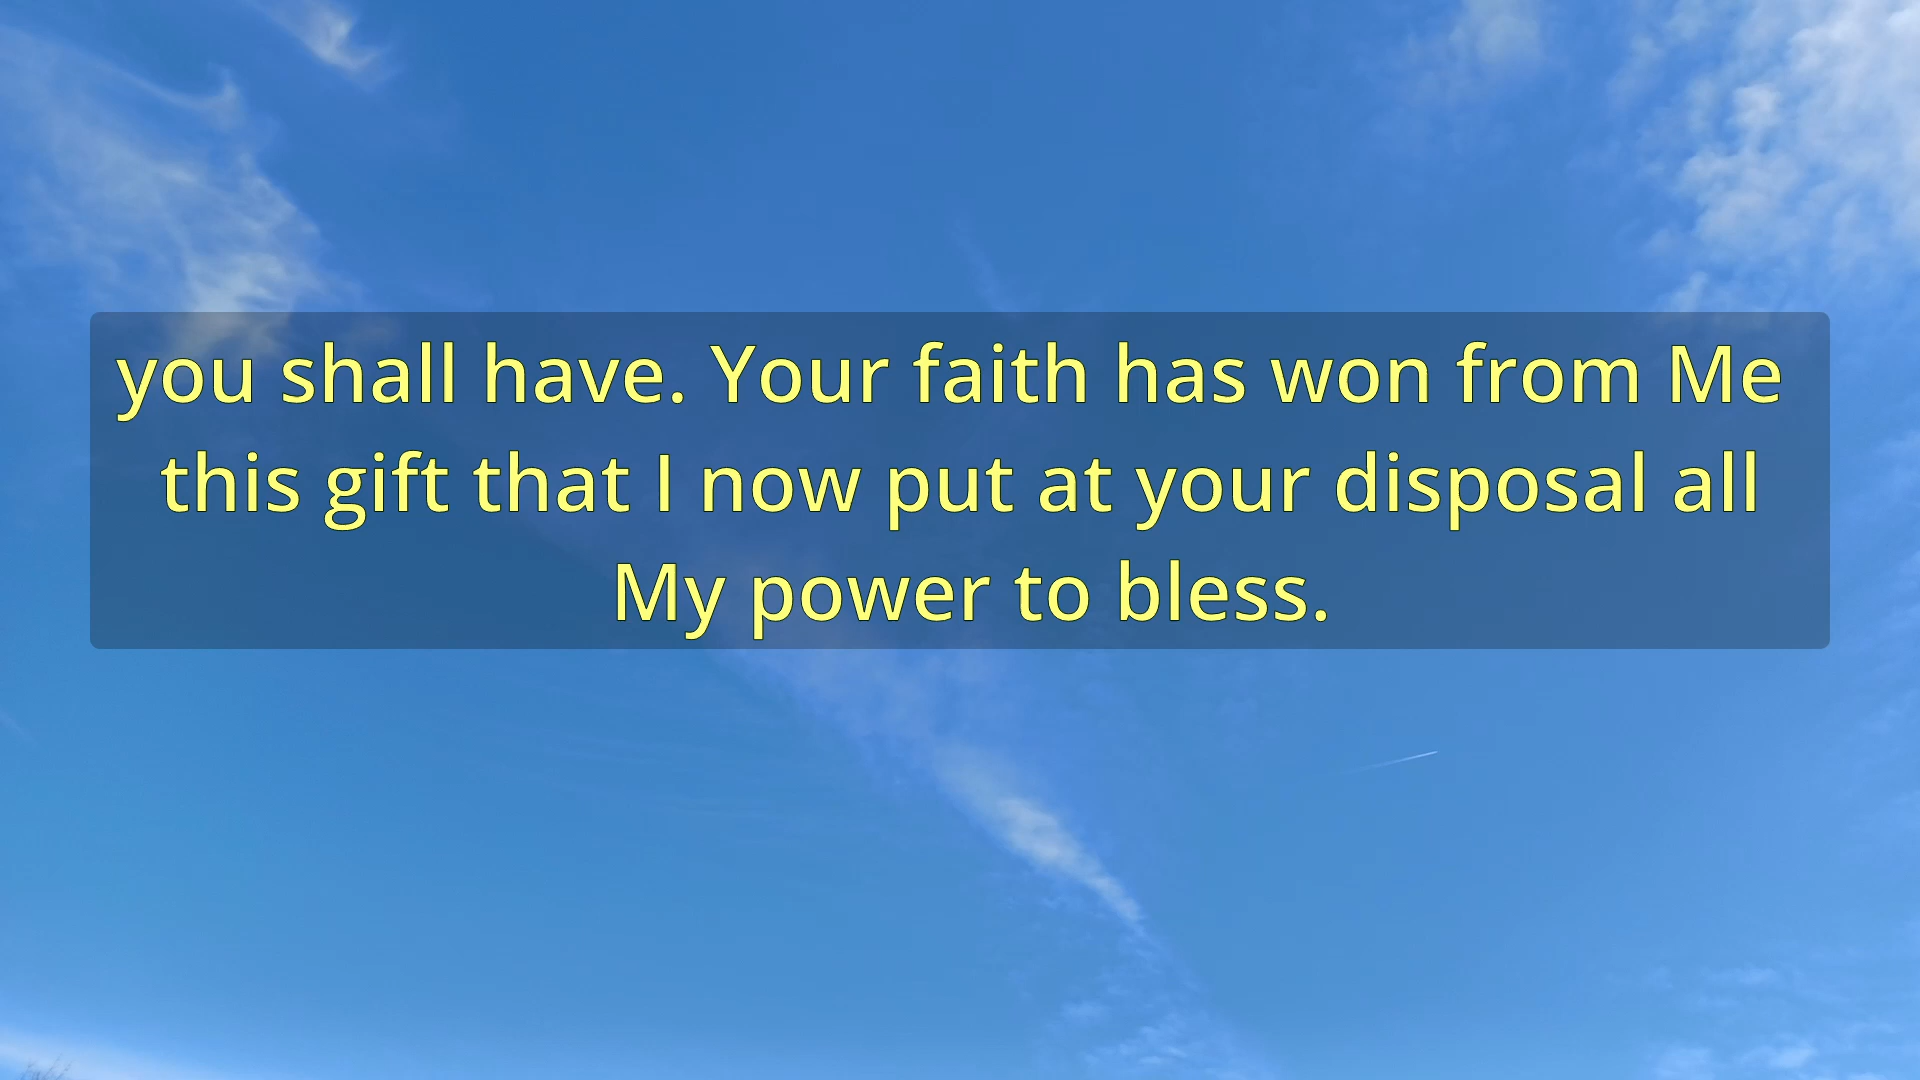 you shall have. Your faith has won from Me
this gift that I now put at your disposal all
My power to bless.